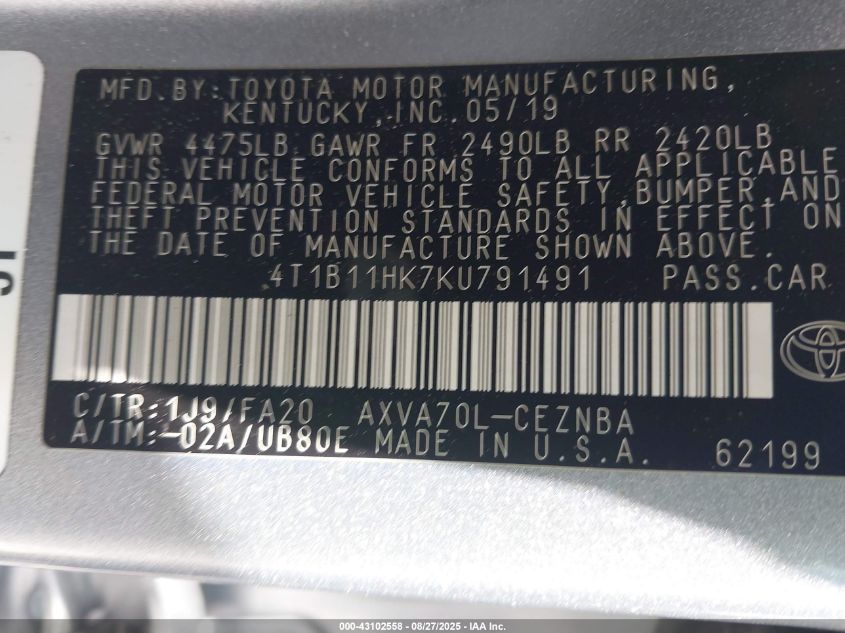 MFD.BY:TOYOTA MOTOR MANUFACTURING,
KENTUCKY,INC.05/19
GVWR 4475LB GAWR FR 2490LB RR 2420LB
THIS VEHICLE CONFORMS TO ALL APPLICABLE
FEDERAL MOTOR VEHICLE SAFETY,BUMPER,AND
THEFT PREVENTION STANDARDS IN EFFECT ON
THE DATE OF MANUFACTURE SHOWN ABOVE.
4T1B11HK7KU791491 PASS.CAR
C/TR:1J9/FA20 AXVA70L-CEZNBA
A/TM:-02A/UB80E MADE IN U.S.A. 62199
000-43102558 - 08/27/2025 - IAA Inc.